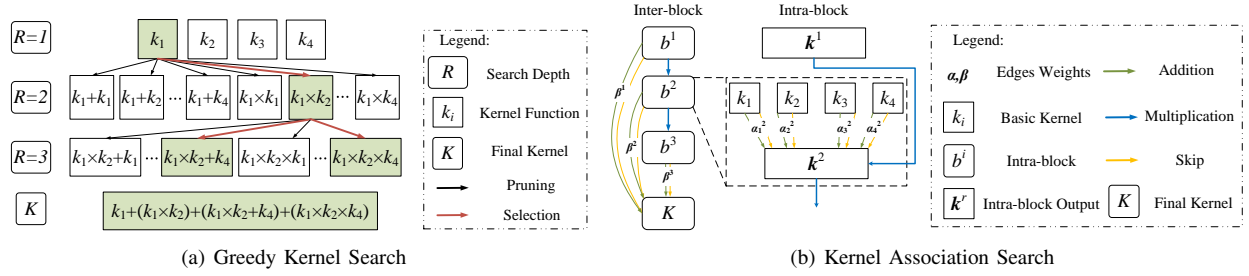 R=1
k₁
k₂
k₃
k₄
R=2
k₁+k₁
k₁+k₂
...
k₁+k₄
k₁×k₁
k₁×k₂
...
k₁×k₄
R=3
k₁×k₂+k₁
...
k₁×k₂+k₄
k₁×k₂×k₁
...
k₁×k₂×k₄
K
k₁+(k₁×k₂)+(k₁×k₂+k₄)+(k₁×k₂×k₄)
Legend:
R
Search Depth
kᵢ
Kernel Function
K
Final Kernel
Pruning
Selection
(a) Greedy Kernel Search
Inter-block
b¹
b²
b³
K
β¹
β²
β³
Intra-block
k¹
k₁
k₂
k₃
k₄
α₁²
α₂²
α₃²
α₄²
k²
Legend:
α,β
Edges Weights
Addition
kᵢ
Basic Kernel
Multiplication
bⁱ
Intra-block
Skip
kʳ
Intra-block Output
K
Final Kernel
(b) Kernel Association Search